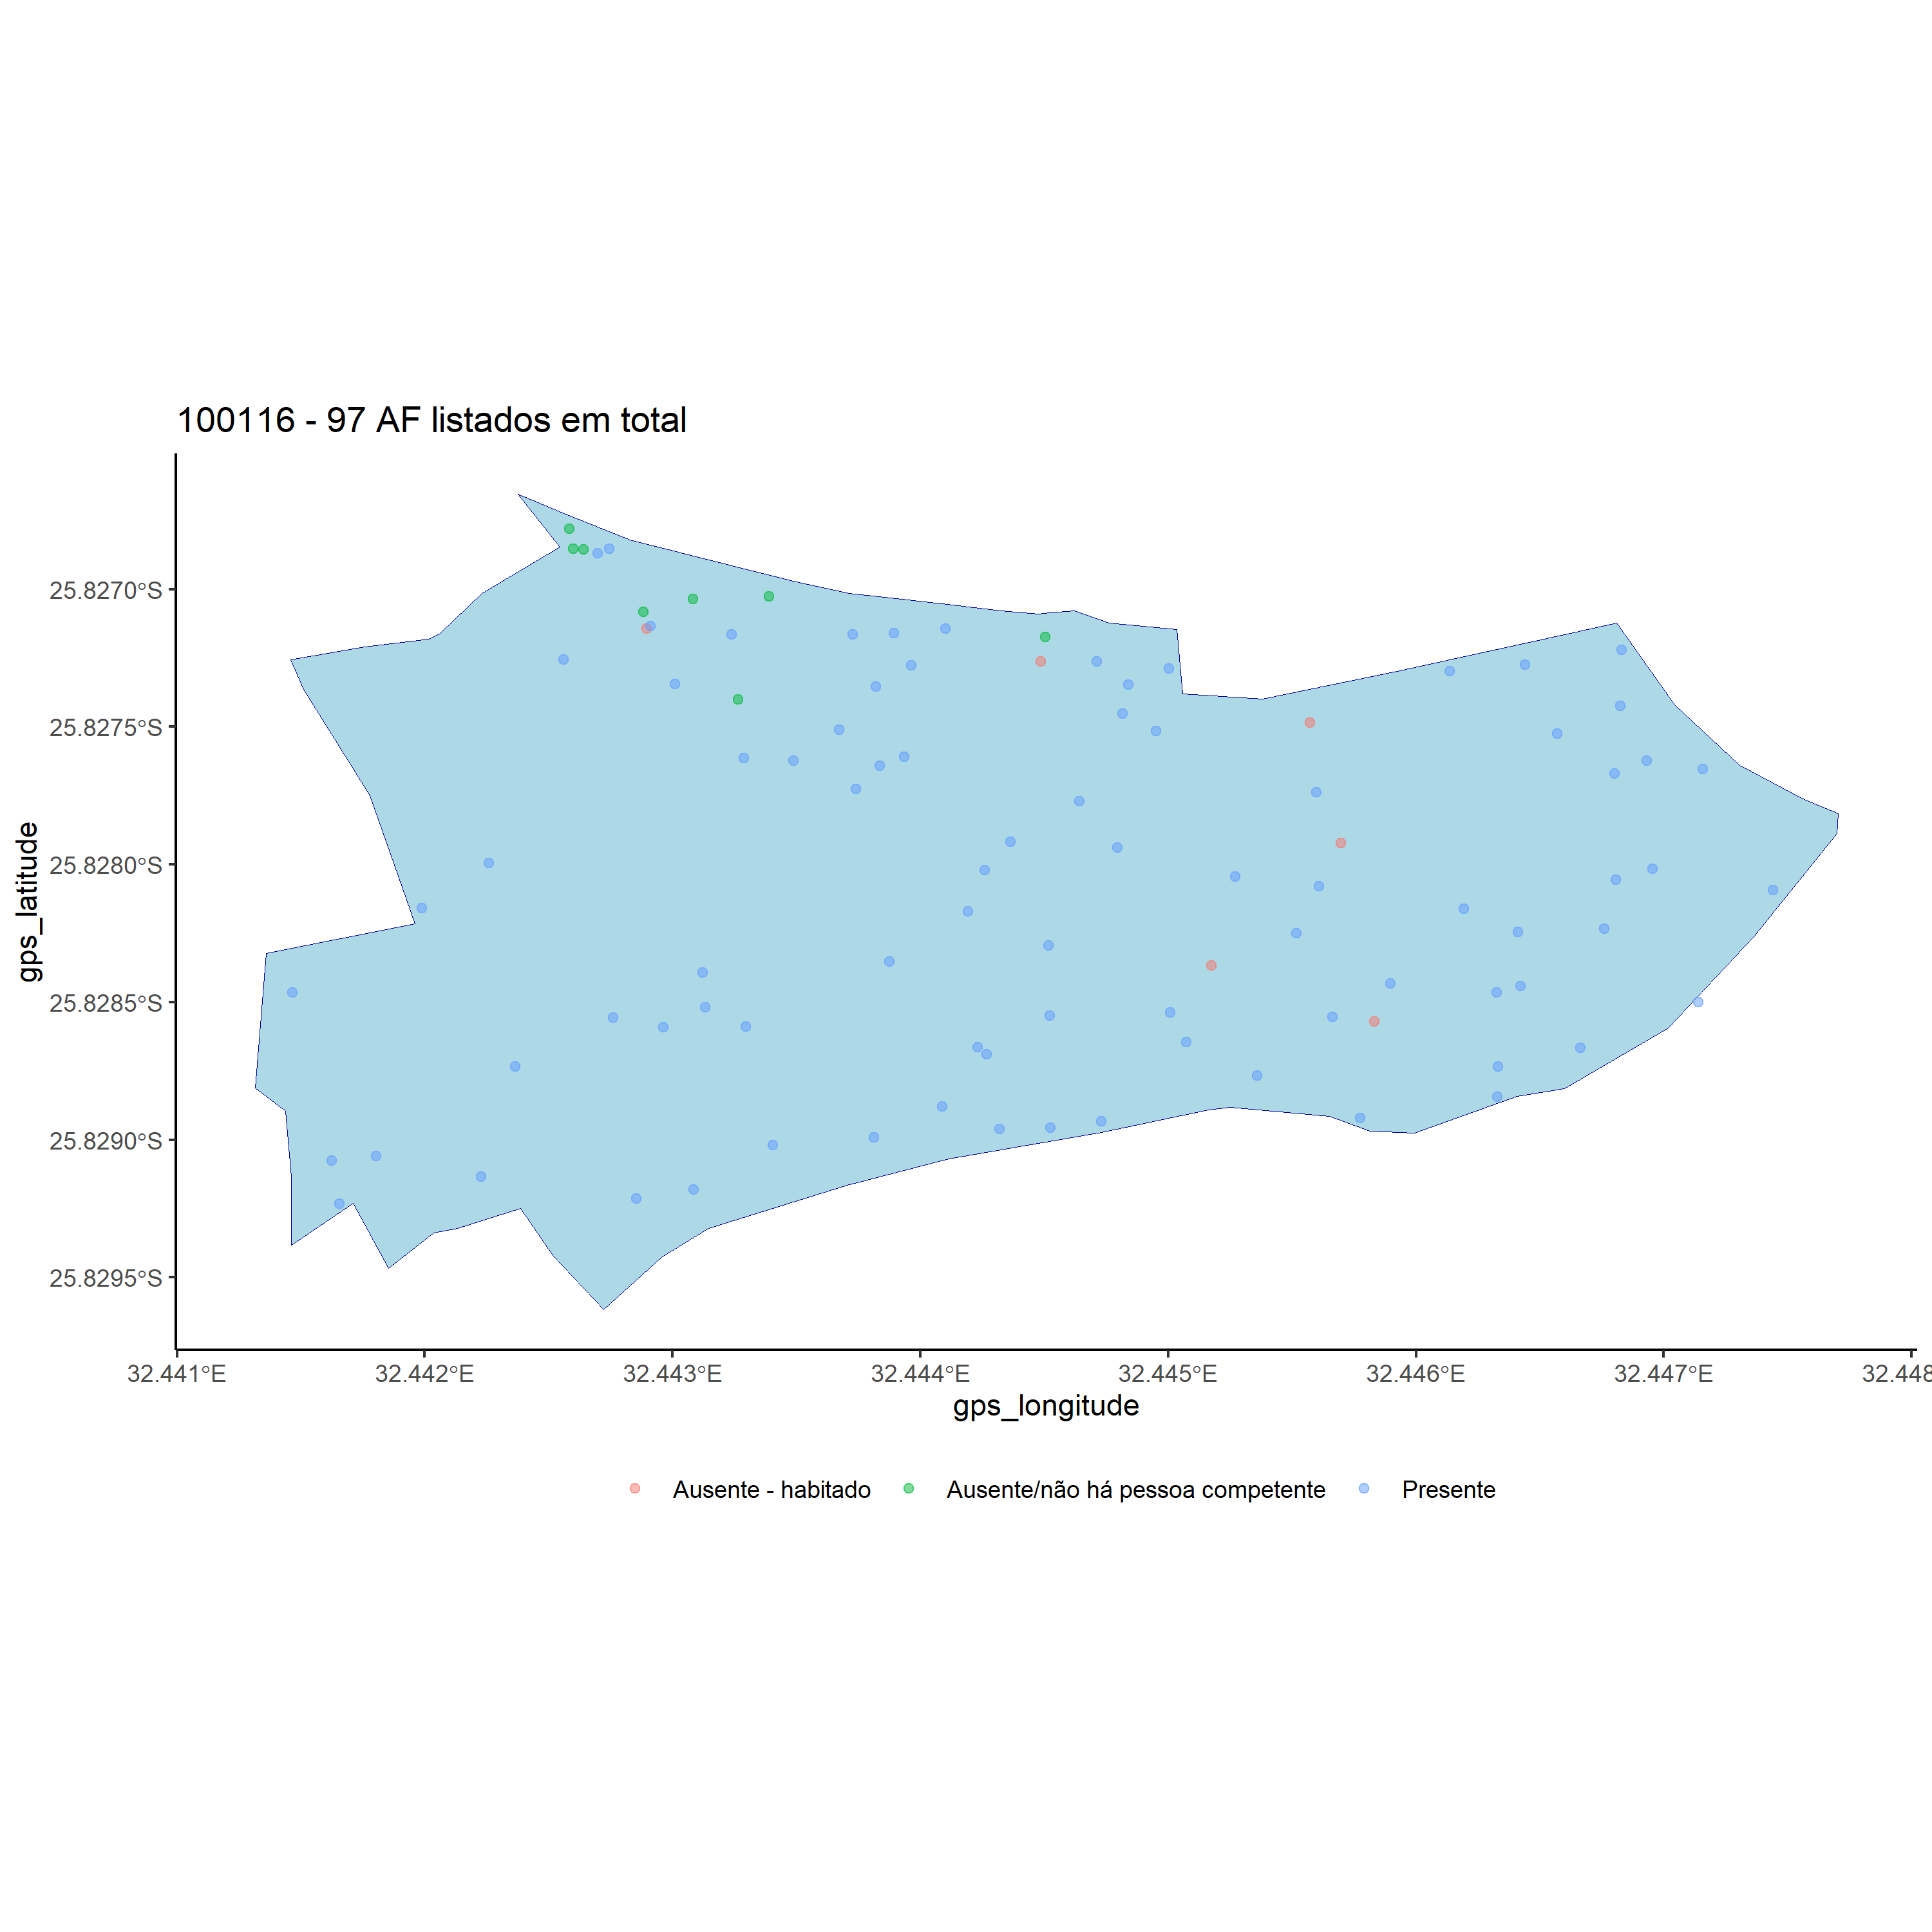 100116 - 97 AF listados em total
gps_latitude
25.8270°S
25.8275°S
25.8280°S
25.8285°S
25.8290°S
25.8295°S
32.441°E 32.442°E 32.443°E 32.444°E 32.445°E 32.446°E 32.447°E 32.448
gps_longitude
Ausente - habitado Ausente/não há pessoa competente Presente